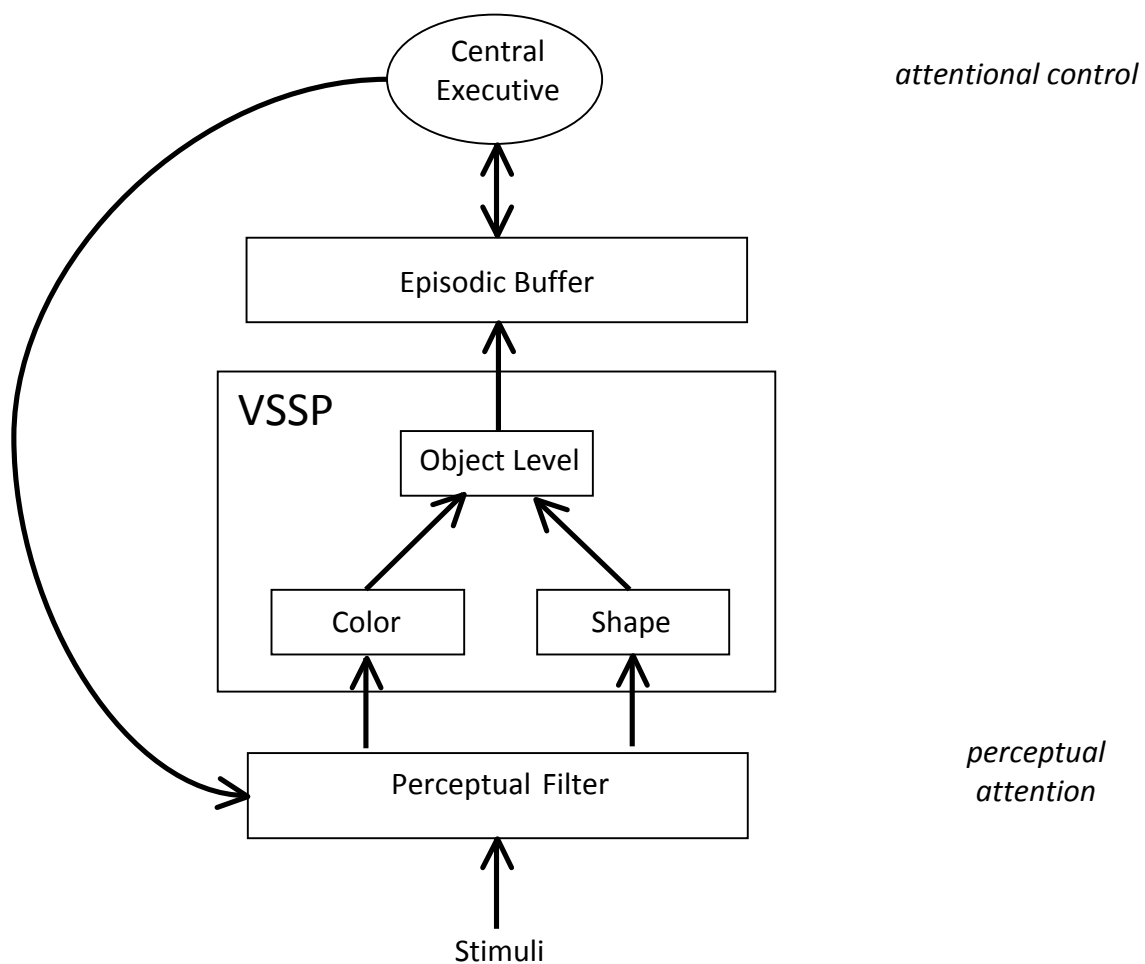 Central
Executive
attentional control
Episodic Buffer
VSSP
Object Level
Color
Shape
Perceptual Filter
perceptual
attention
Stimuli